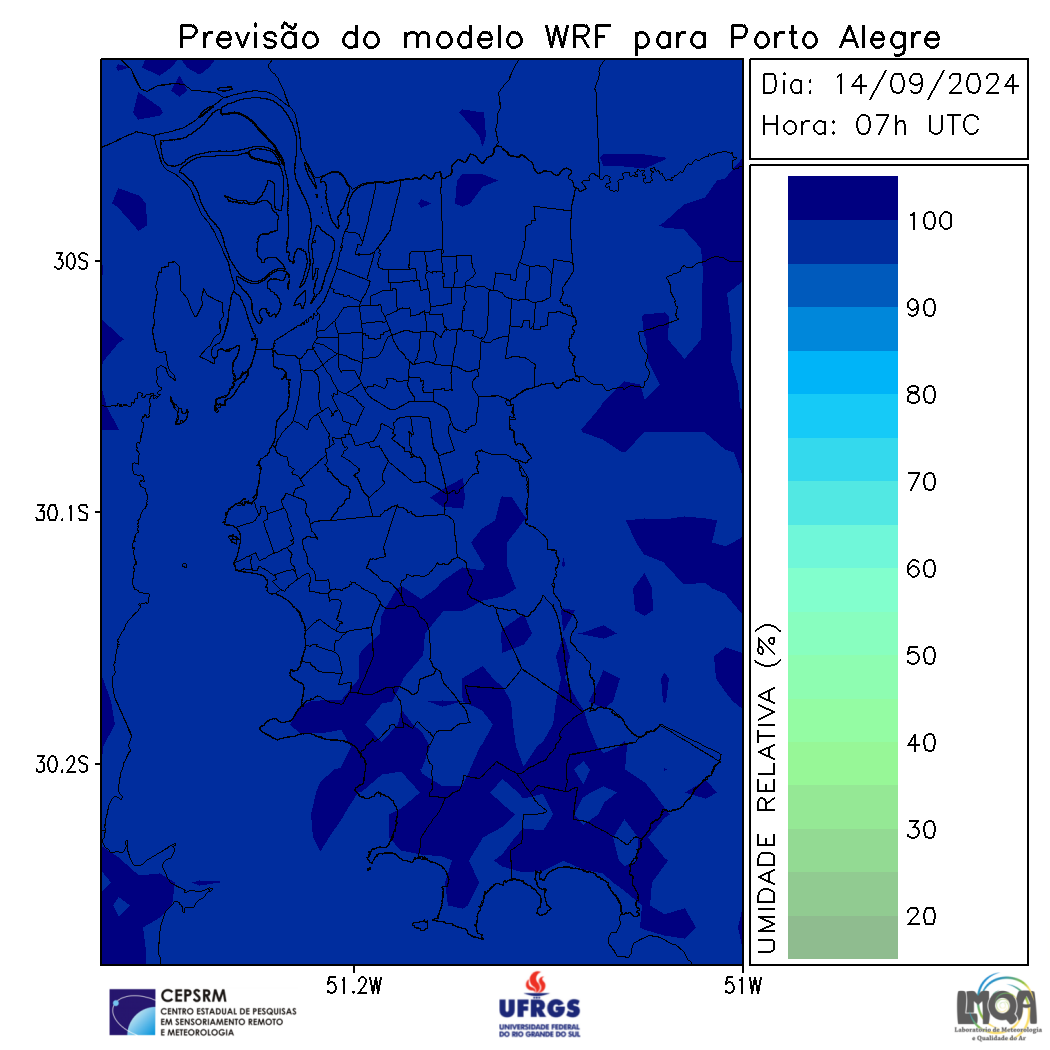 Previsão do modelo WRF para Porto Alegre
Dia: 14/09/2024
Hora: 07h UTC
100
90
80
70
60
50
40
30
20
UMIDADE RELATIVA (%)
30S
30.1S
30.2S
51.2W
51W
CEPSRM
CENTRO ESTADUAL DE PESQUISAS
EM SENSORIAMENTO REMOTO
E METEOROLOGIA
UFRGS
UNIVERSIDADE FEDERAL
DO RIO GRANDE DO SUL
LMQA
Laboratório de Meteorologia
e Qualidade do Ar